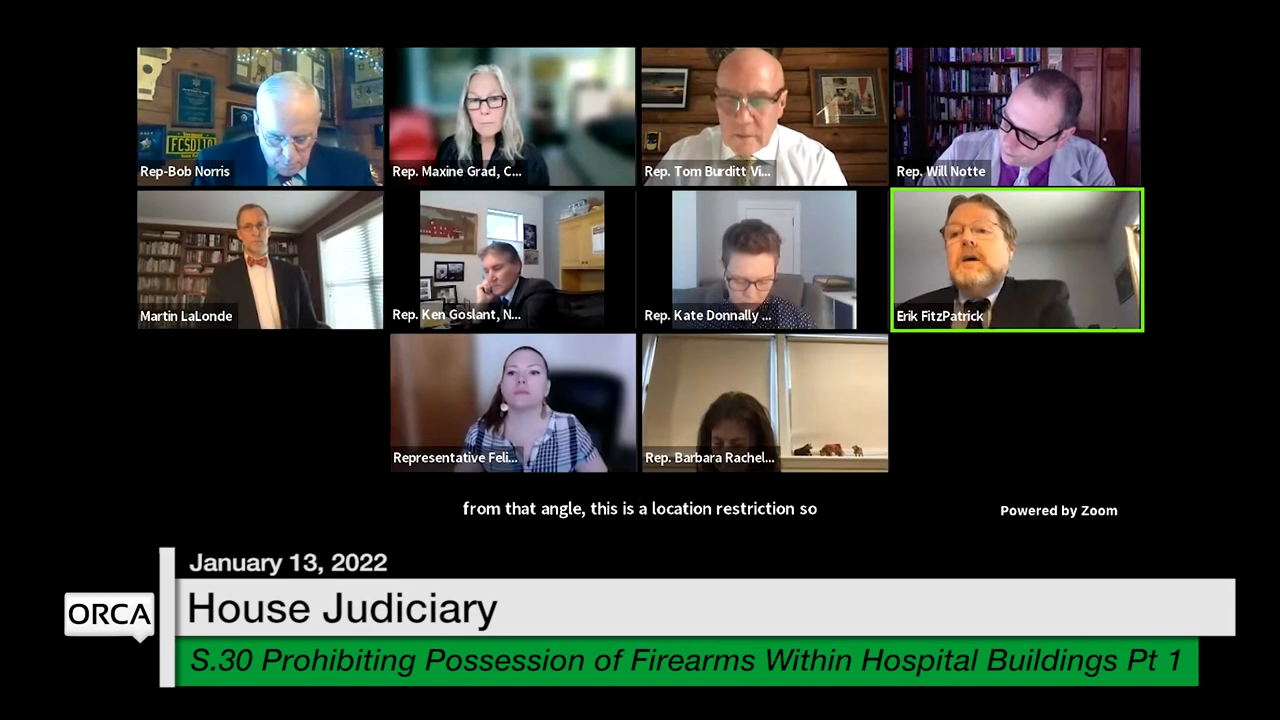 FCSD110
Rep-Bob Norris
Rep. Maxine Grad, C...
Rep. Tom Burditt Vi...
Rep. Will Notte
Martin LaLonde
Rep. Ken Goslant, N...
Rep. Kate Donnally ...
Erik FitzPatrick
Representative Feli...
Rep. Barbara Rachel...
from that angle, this is a location restriction so
Powered by Zoom
January 13, 2022
ORCA
House Judiciary
S.30 Prohibiting Possession of Firearms Within Hospital Buildings Pt 1